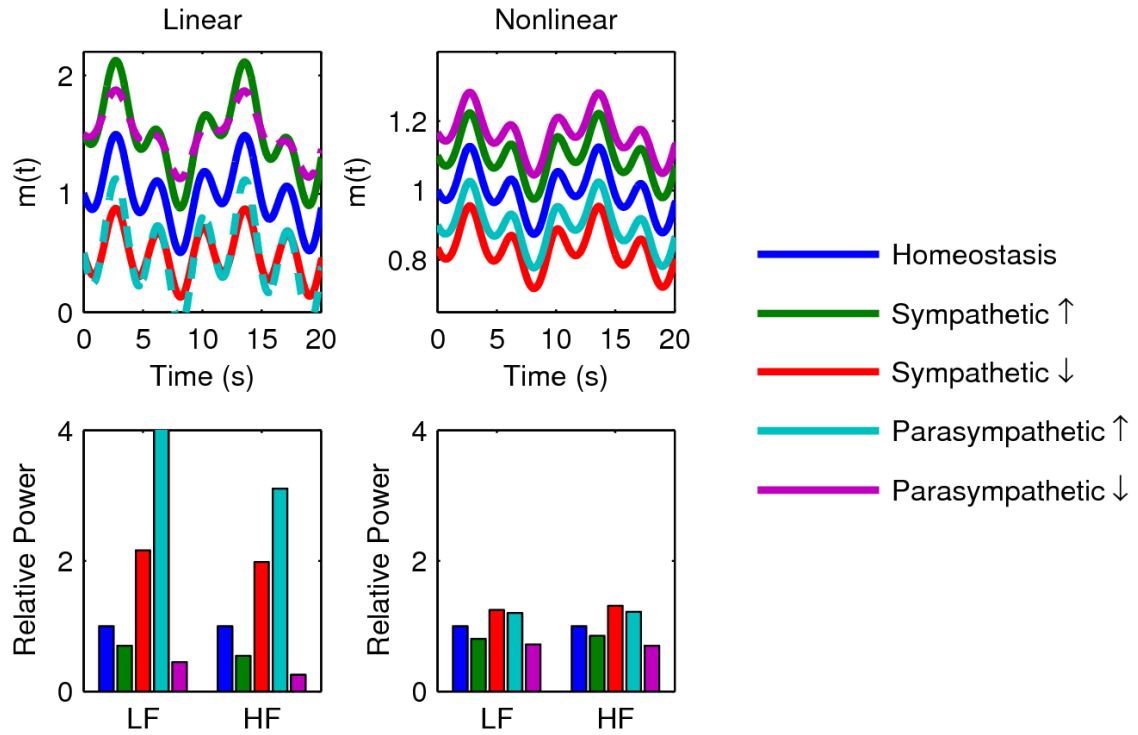 Linear
Nonlinear
m(t)
2
1
0
0 5 10 15 20
Time (s)
m(t)
1.2
1
0.8
0 5 10 15 20
Time (s)
Homeostasis
Sympathetic ↑
Sympathetic ↓
Parasympathetic ↑
Parasympathetic ↓
Relative Power
4
2
0
LF HF
Relative Power
4
2
0
LF HF